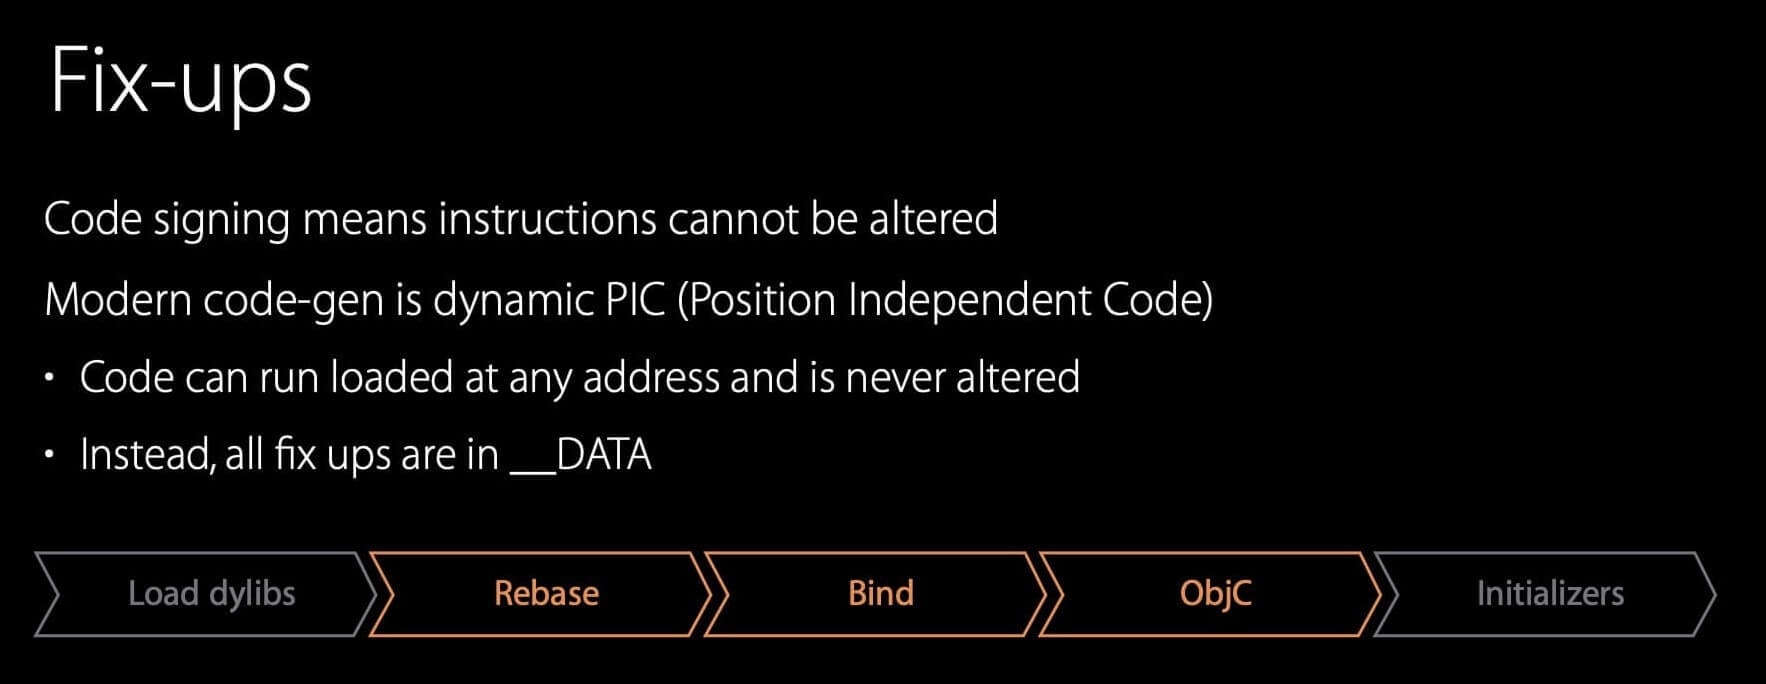 Fix-ups
Code signing means instructions cannot be altered
Modern code-gen is dynamic PIC (Position Independent Code)
• Code can run loaded at any address and is never altered
• Instead, all fix ups are in __DATA
Load dylibs
Rebase
Bind
ObjC
Initializers